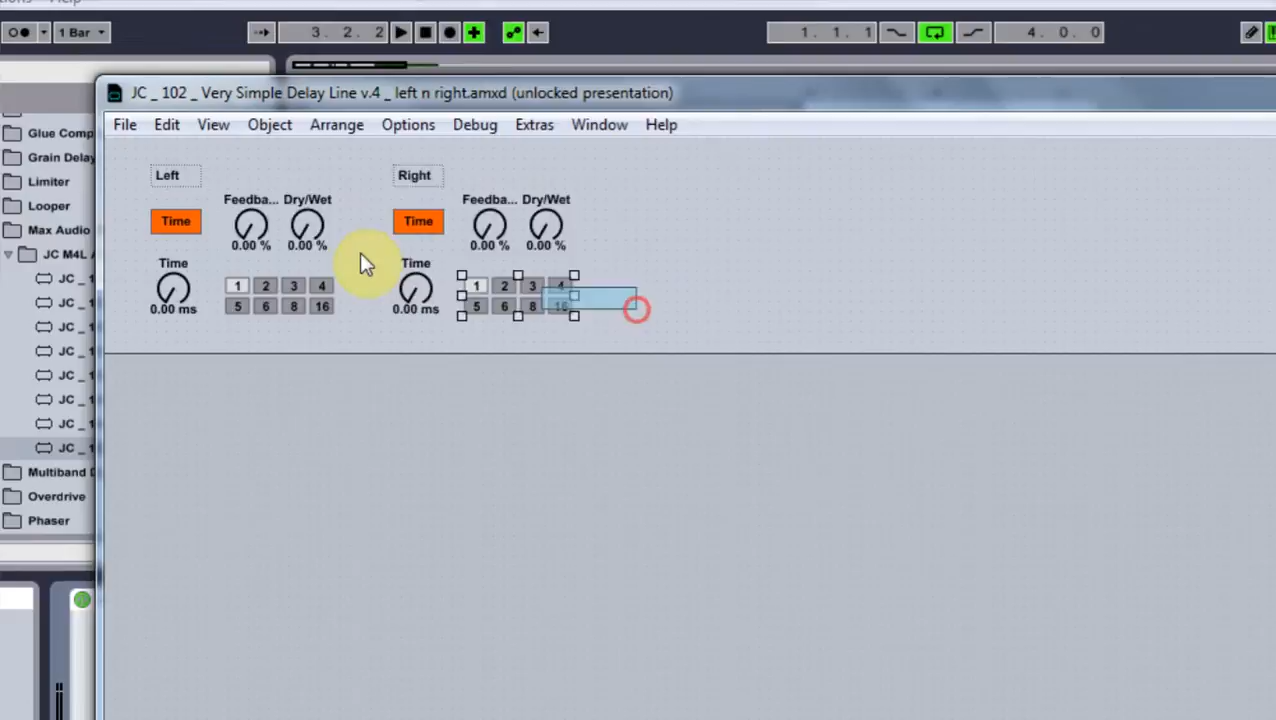 1 Bar
3. 2. 2
1. 1. 1
4. 0. 0
JC _ 102 _ Very Simple Delay Line v.4 _ left n right.amxd (unlocked presentation)
File Edit View Object Arrange Options Debug Extras Window Help
Glue Comp
Grain Delay
Limiter
Looper
Max Audio
JC M4L
JC _ 1
JC _ 1
JC _ 1
JC _ 1
JC _ 1
JC _ 1
JC _ 1
JC _ 1
Multiband D
Overdrive
Phaser
Left
Feedba... Dry/Wet
Time
0.00 % 0.00 %
Time
1 2 3 4
0.00 ms
5 6 8 16
Right
Feedba... Dry/Wet
Time
0.00 % 0.00 %
Time
1 2 3 4
0.00 ms
5 6 8 16